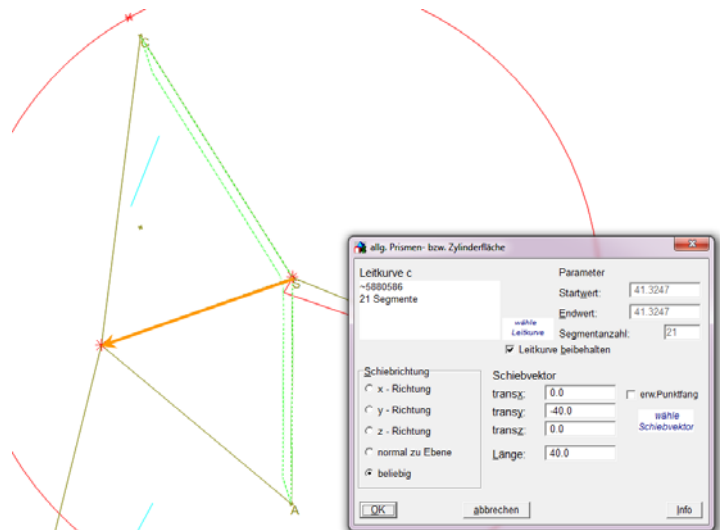 C
S
A
allg. Prismen- bzw. Zylinderfläche
Leitkurve c
~5880586
21 Segmente
wähle
Leitkurve
Parameter
Startwert: 41.3247
Endwert: 41.3247
Segmentanzahl: 21
Leitkurve beibehalten
Schiebrichtung
x - Richtung
y - Richtung
z - Richtung
normal zu Ebene
beliebig
Schiebvektor
transx: 0.0
transy: -40.0
transz: 0.0
Länge: 40.0
erw.Punktfang
wähle
Schiebvektor
OK
abbrechen
Info